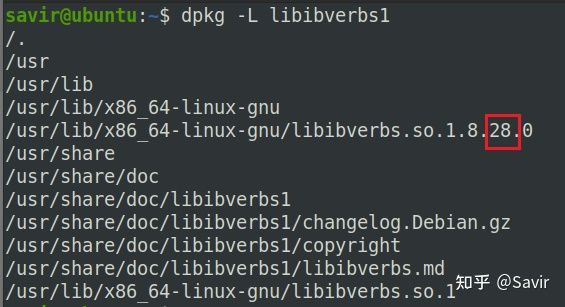 savir@ubuntu:~$ dpkg -L libibverbs1
/.
/usr
/usr/lib
/usr/lib/x86_64-linux-gnu
/usr/lib/x86_64-linux-gnu/libibverbs.so.1.8.28.0
/usr/share
/usr/share/doc
/usr/share/doc/libibverbs1
/usr/share/doc/libibverbs1/changelog.Debian.gz
/usr/share/doc/libibverbs1/copyright
/usr/share/doc/libibverbs1/libibverbs.md
/usr/lib/x86_64-linux-gnu/libibverbs.so.1
知乎 @Savir